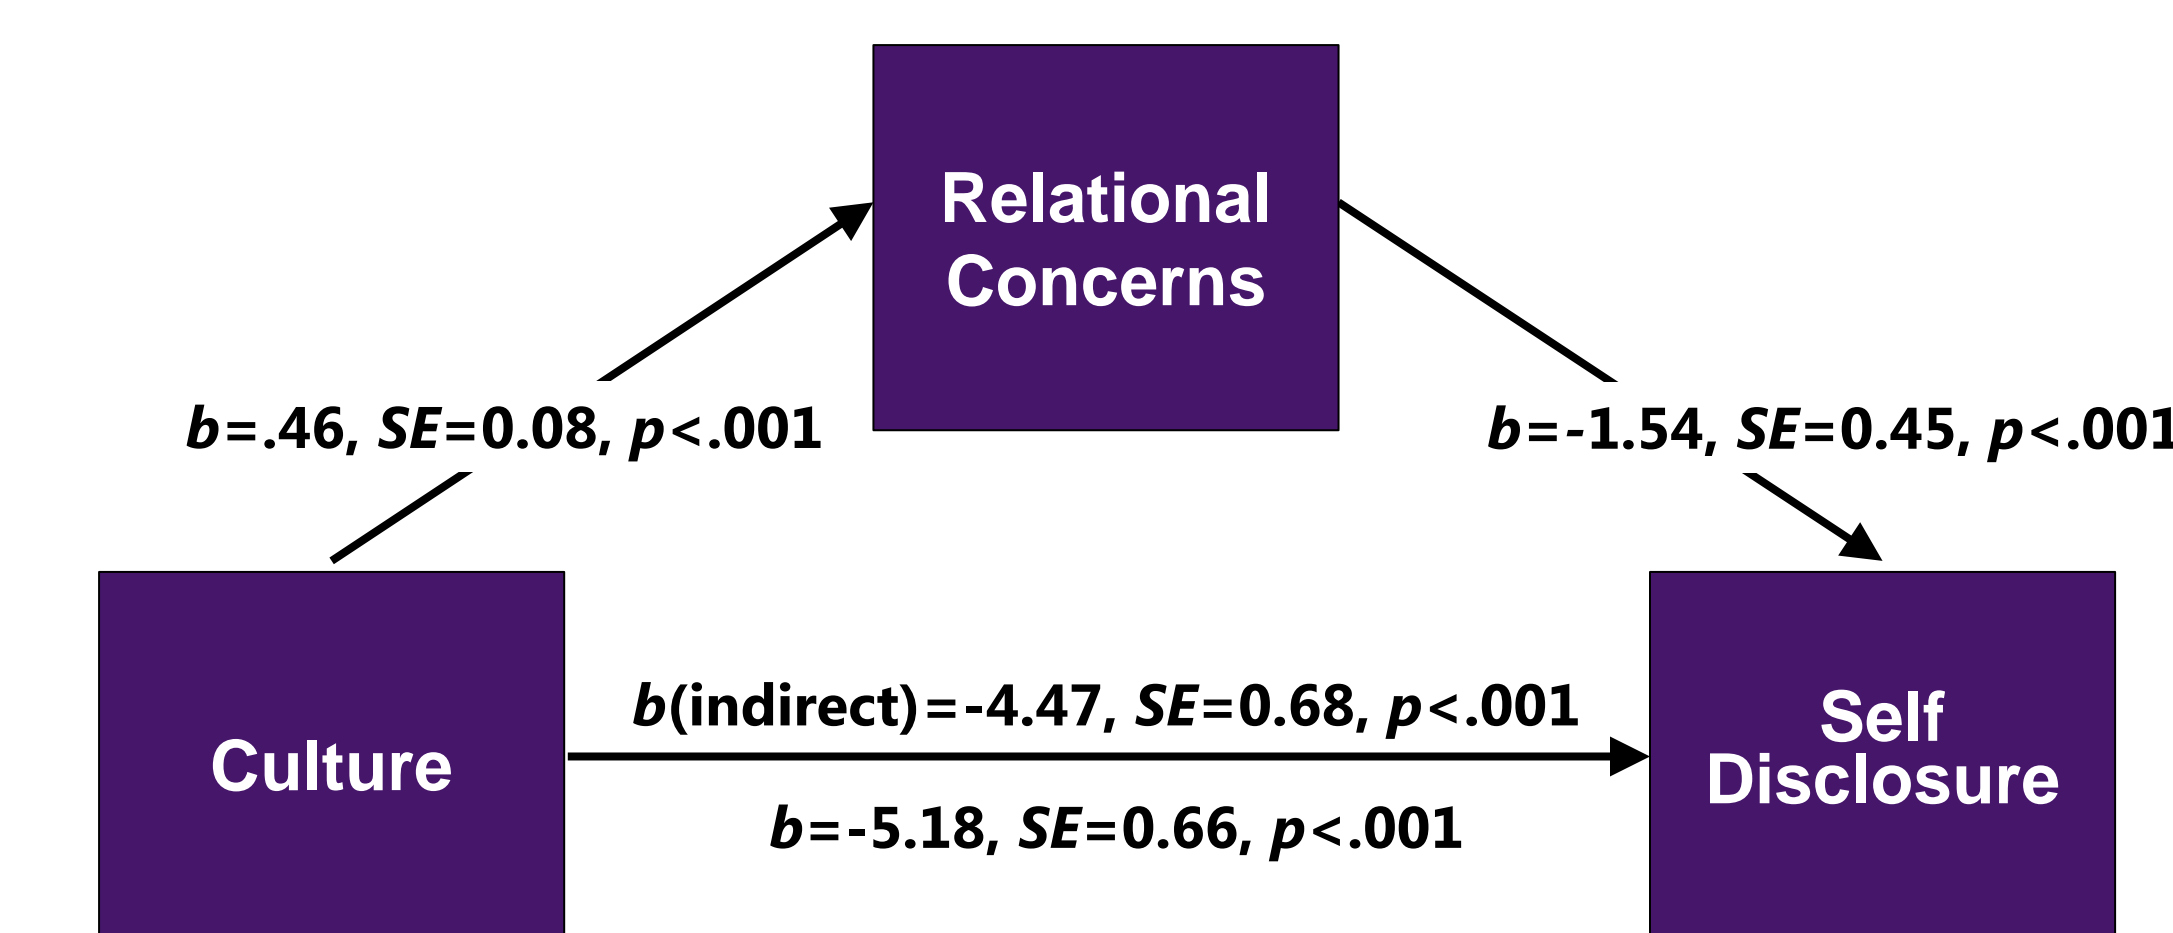 Relational
Concerns
b=.46, SE=0.08, p<.001
b=-1.54, SE=0.45, p<.001
b(indirect)=-4.47, SE=0.68, p<.001
Culture
Self
Disclosure
b=-5.18, SE=0.66, p<.001